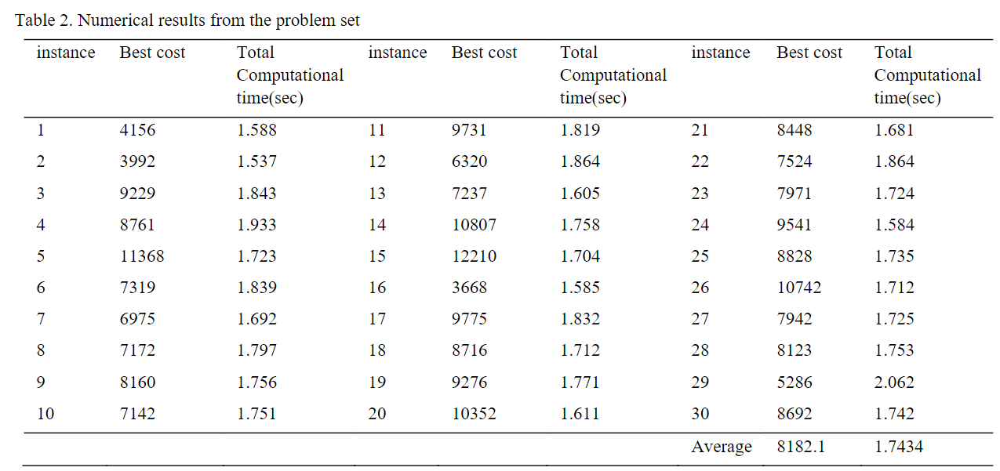 Table 2. Numerical results from the problem set
instance Best cost Total Computational time(sec) instance Best cost Total Computational time(sec) instance Best cost Total Computational time(sec)
1 4156 1.588 11 9731 1.819 21 8448 1.681
2 3992 1.537 12 6320 1.864 22 7524 1.864
3 9229 1.843 13 7237 1.605 23 7971 1.724
4 8761 1.933 14 10807 1.758 24 9541 1.584
5 11368 1.723 15 12210 1.704 25 8828 1.735
6 7319 1.839 16 3668 1.585 26 10742 1.712
7 6975 1.692 17 9775 1.832 27 7942 1.725
8 7172 1.797 18 8716 1.712 28 8123 1.753
9 8160 1.756 19 9276 1.771 29 5286 2.062
10 7142 1.751 20 10352 1.611 30 8692 1.742
Average 8182.1 1.7434